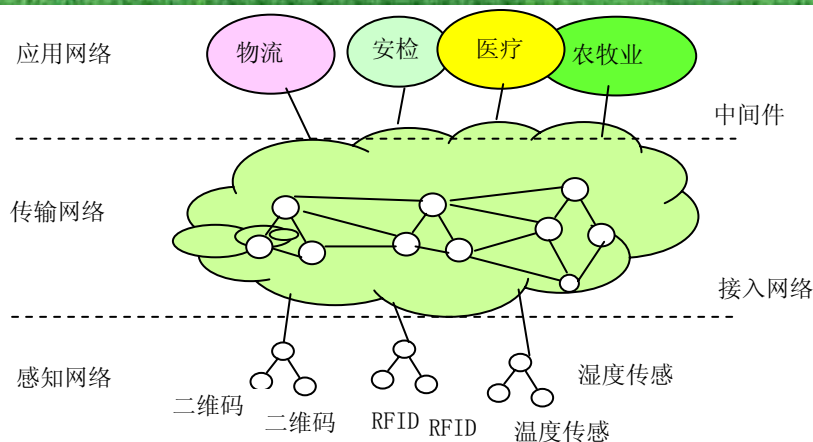 应用网络
物流
安检
医疗
农牧业
中间件
传输网络
接入网络
感知网络
湿度传感
二维码
二维码
RFID
RFID
温度传感